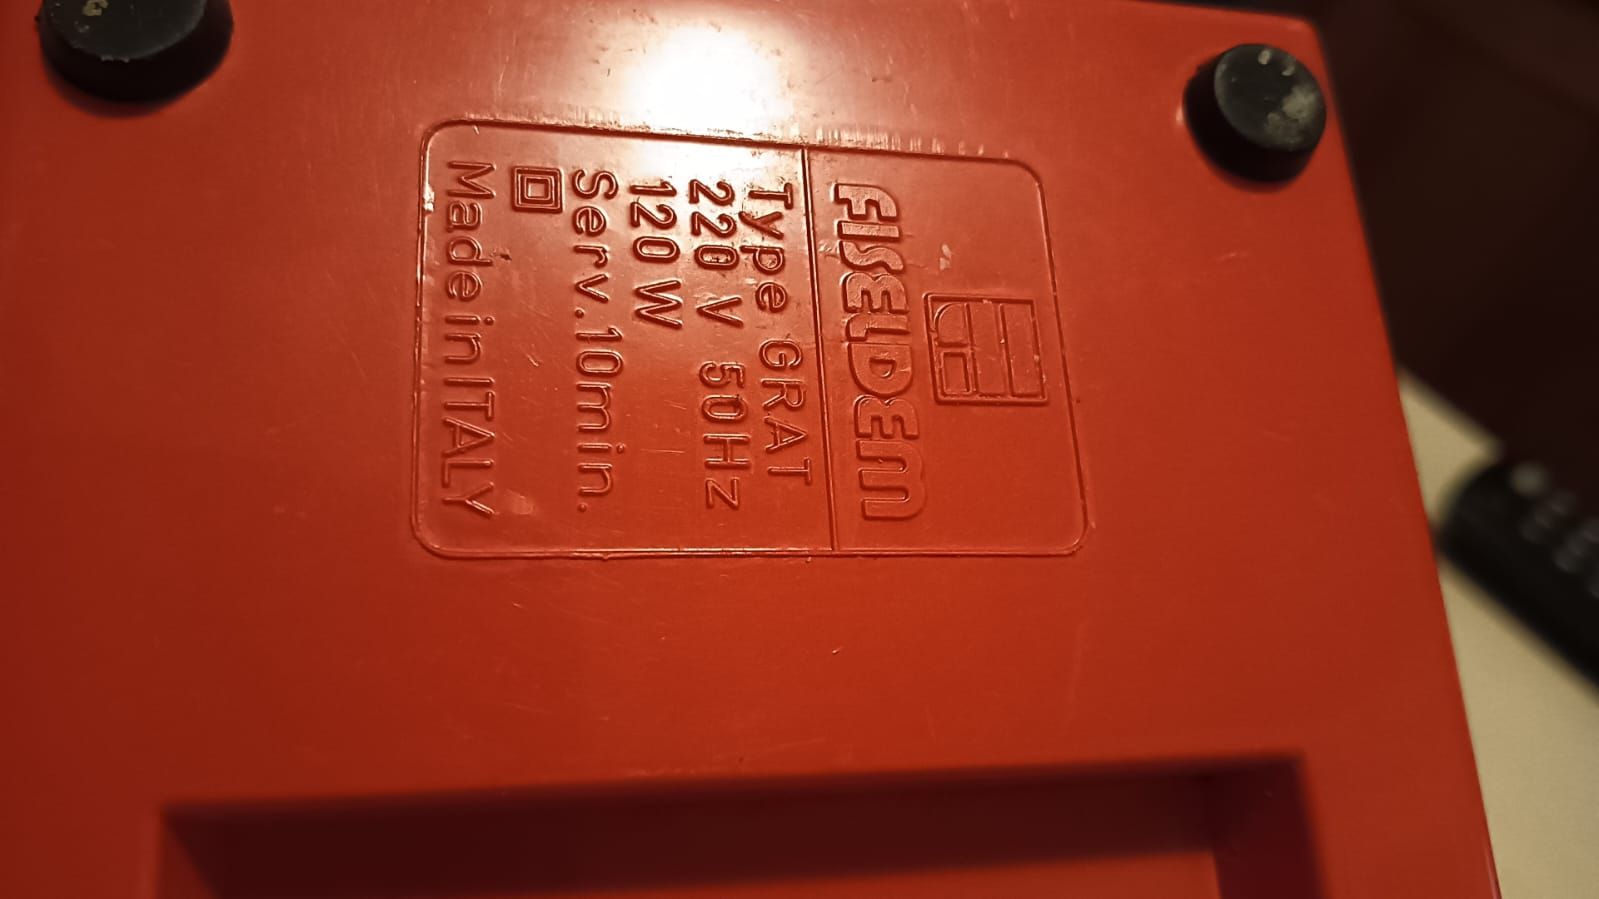 FISELDEM
Type GRAT
220 V 50Hz
120 W
Serv.10min.
Made in ITALY